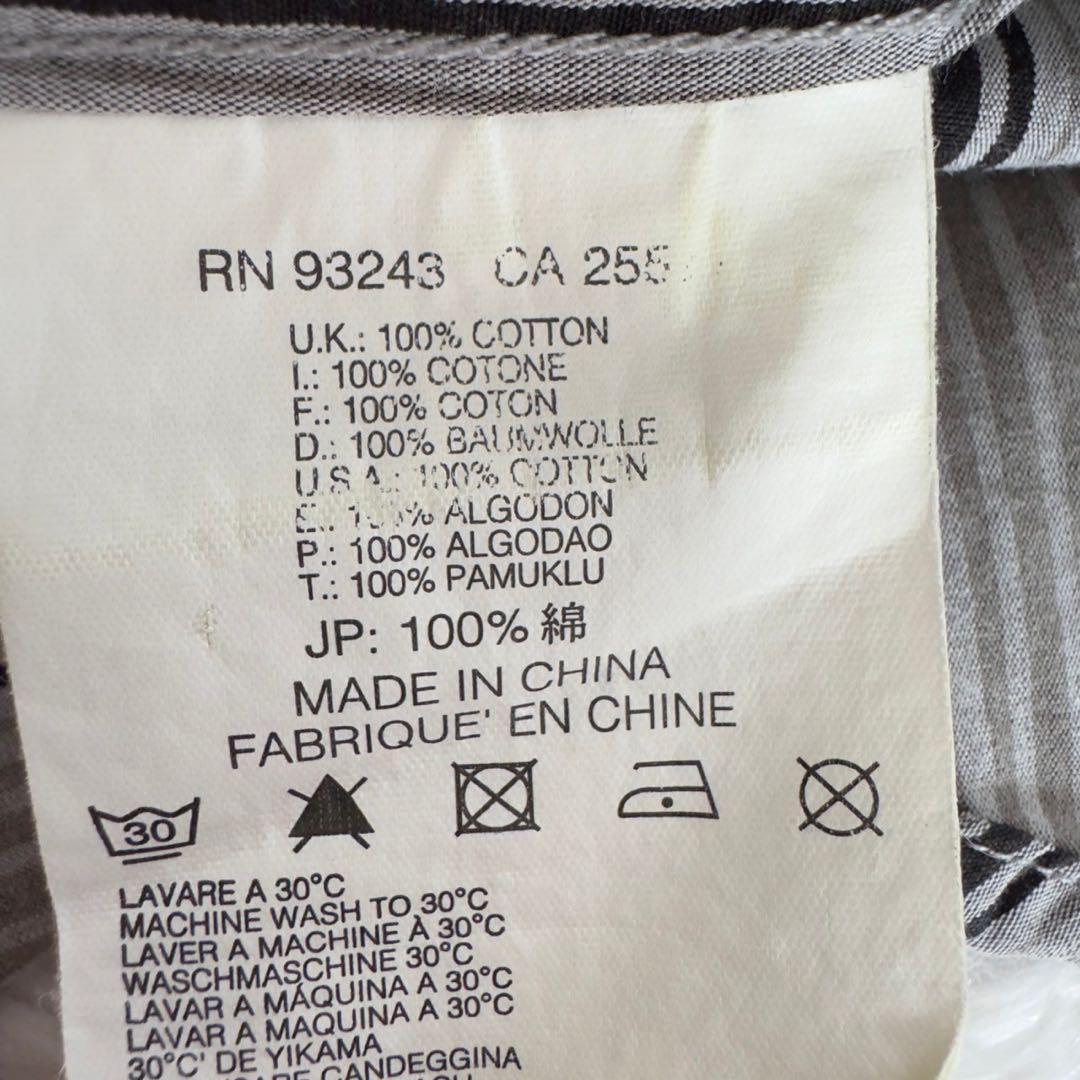 RN 93243 CA 255
U.K.: 100% COTTON
I.: 100% COTONE
F.: 100% COTON
D.: 100% BAUMWOLLE
U.S.A.: 100% COTTON
E.: 100% ALGODON
P.: 100% ALGODAO
T.: 100% PAMUKLU
JP: 100% 綿
MADE IN CHINA
FABRIQUE' EN CHINE
30
LAVARE A 30°C
MACHINE WASH TO 30°C
LAVER A MACHINE À 30°C
WASCHMASCHINE 30°C
LAVAR A MÁQUINA A 30°C
LAVAR A MAQUINA A 30°C
30°C' DE YIKAMA
CANDEGGINA